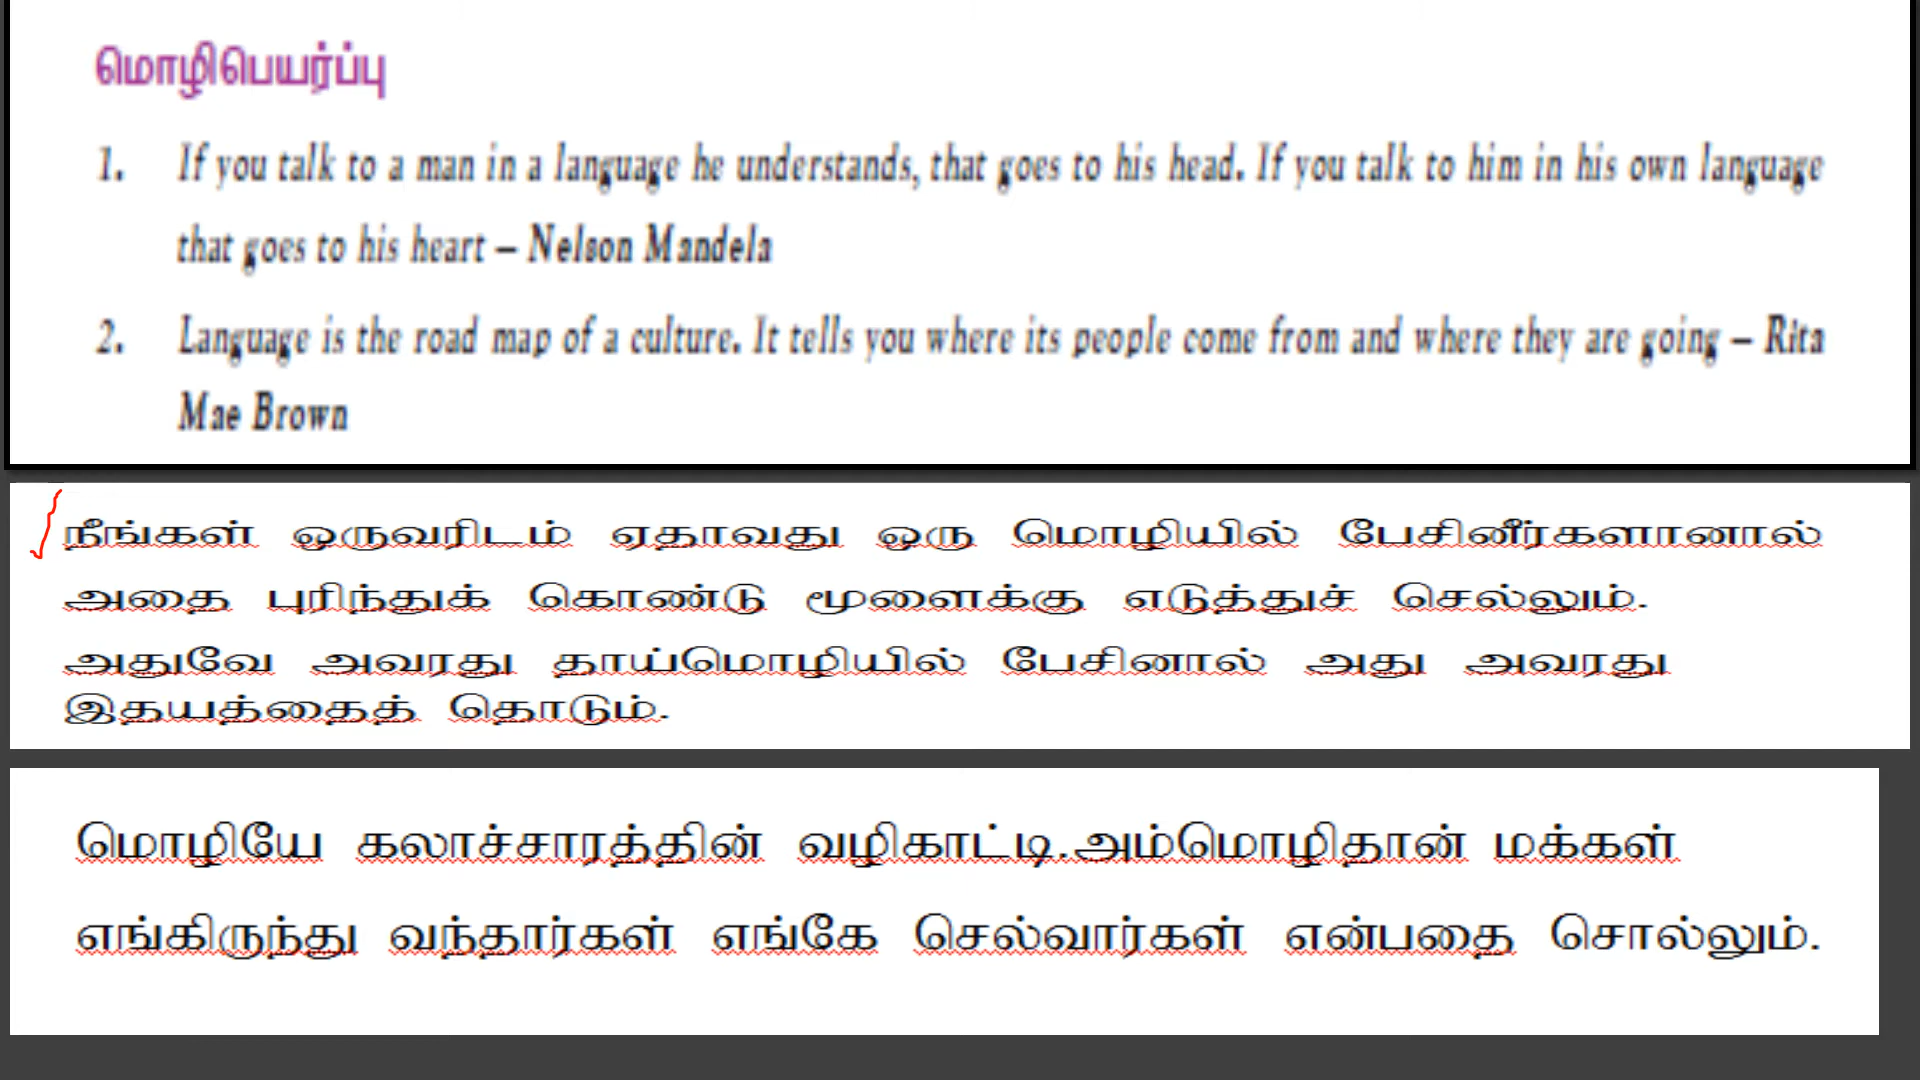 மொழிபெயர்ப்பு
1. If you talk to a man in a language he understands, that goes to his head. If you talk to him in his own language
that goes to his heart – Nelson Mandela
2. Language is the road map of a culture. It tells you where its people come from and where they are going – Rita
Mae Brown
நீங்கள் ஒருவரிடம் ஏதாவது ஒரு மொழியில் பேசினீர்களானால்
அதை புரிந்துக் கொண்டு மூளைக்கு எடுத்துச் செல்லும்.
அதுவே அவரது தாய்மொழியில் பேசினால் அது அவரது
இதயத்தைத் தொடும்.
மொழியே கலாச்சாரத்தின் வழிகாட்டி.அம்மொழிதான் மக்கள்
எங்கிருந்து வந்தார்கள் எங்கே செல்வார்கள் என்பதை சொல்லும்.